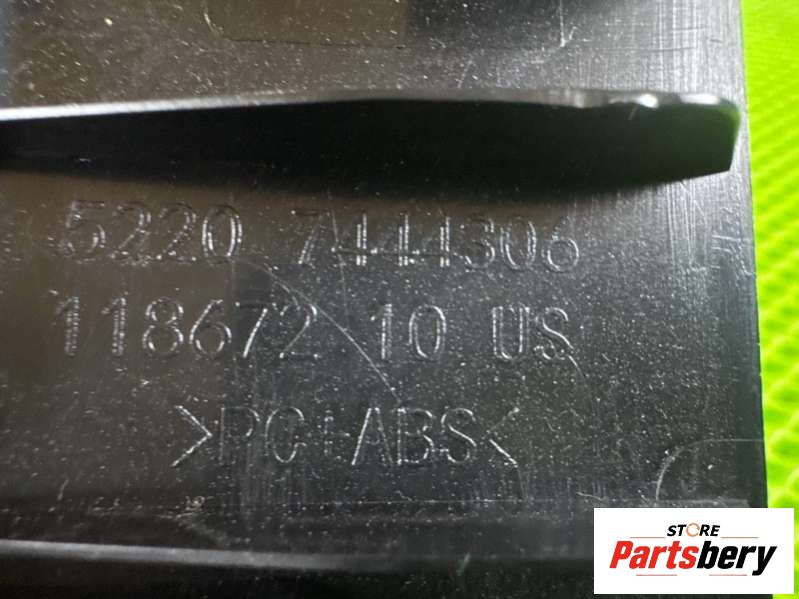 5220 7444306
118672 10 US
>PC+ABS<
STORE
Partsbery